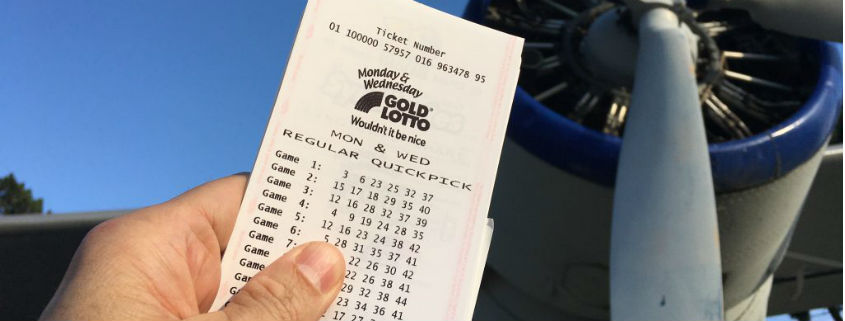 Ticket Number
01 100000 57957 016 963478 95
Monday &
Wednesday
GOLD
LOTTO
Wouldn't it be nice
MON & WED
REGULAR QUICKPICK
Game 1: 3 6 23 25 32 37
Game 2: 15 17 18 29 35 40
Game 3: 12 16 28 32 37 39
Game 4: 4 9 19 24 28 35
Game 5: 12 16 23 24 38 42
Game 6: 5 28 31 35 37 41
Game 7: 22 26 30 42
Game 22 26 38 41
Game 29 32 38 44
23 34 36 41
17 27